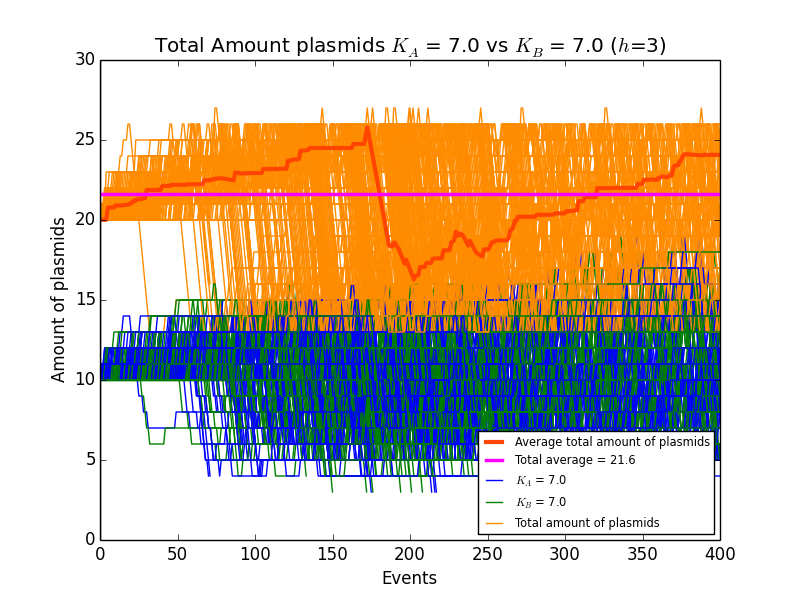 Total Amount plasmids K_A = 7.0 vs K_B = 7.0 (h=3)
30
25
20
15
10
5
0
Amount of plasmids
0 50 100 150 200 250 300 350 400
Events
Average total amount of plasmids
Total average = 21.6
K_A = 7.0
K_B = 7.0
Total amount of plasmids